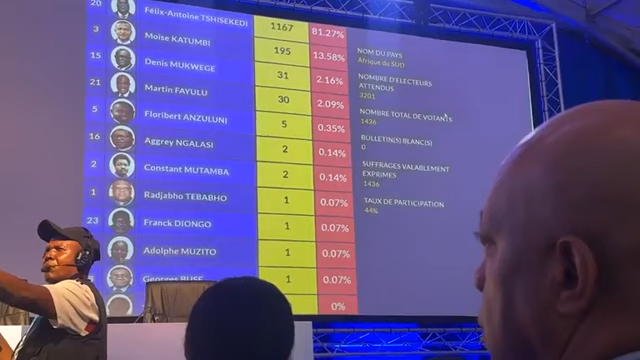 20 Félix-Antoine TSHISEKEDI 1167 81.27%
3 Moïse KATUMBI 195 13.58%
15 Denis MUKWEGE 31 2.16%
21 Martin FAYULU 30 2.09%
5 Floribert ANZULUNI 5 0.35%
16 Aggrey NGALASI 2 0.14%
2 Constant MUTAMBA 2 0.14%
1 Radjabho TEBABHO 1 0.07%
23 Franck DIONGO 1 0.07%
Adolphe MUZITO 1 0.07%
Georges BUSE 1 0.07%
0%
NOM DU PAYS
Afrique du SUD
NOMBRE D'ELECTEURS
ATTENDUS
3201
NOMBRE TOTAL DE VOTANTS
1436
BULLETIN(S) BLANC(S)
0
SUFFRAGES VALABLEMENT
EXPRIMES
1436
TAUX DE PARTICIPATION
44%